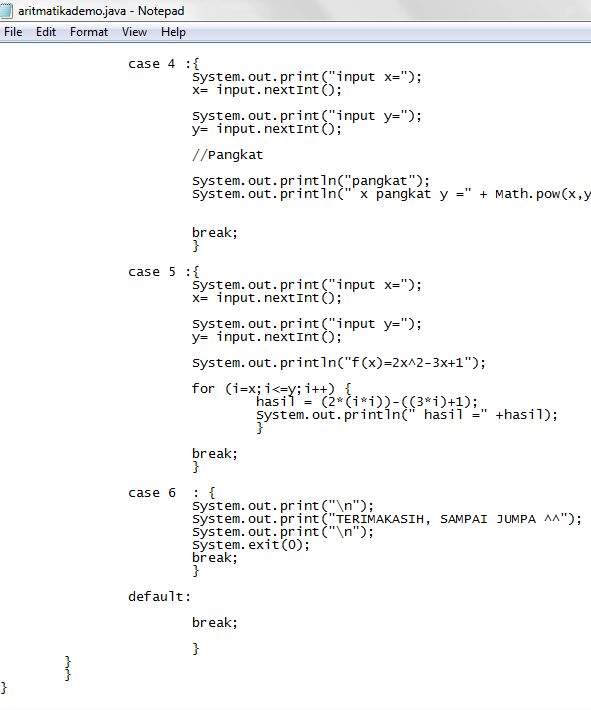 aritmatikademo.java - Notepad
File Edit Format View Help
case 4 :{
System.out.print("input x=");
x= input.nextInt();
System.out.print("input y=");
y= input.nextInt();
//Pangkat
System.out.println("pangkat");
System.out.println(" x pangkat y =" + Math.pow(x,y
break;
}
case 5 :{
System.out.print("input x=");
x= input.nextInt();
System.out.print("input y=");
y= input.nextInt();
System.out.println("f(x)=2x^2-3x+1");
for (i=x;i<=y;i++) {
hasil = (2*(i*i))-((3*i)+1);
System.out.println(" hasil =" +hasil);
}
break;
}
case 6 : {
System.out.print("\n");
System.out.print("TERIMAKASIH, SAMPAI JUMPA ^^");
System.out.print("\n");
System.exit(0);
break;
}
default:
break;
}
}
}
}